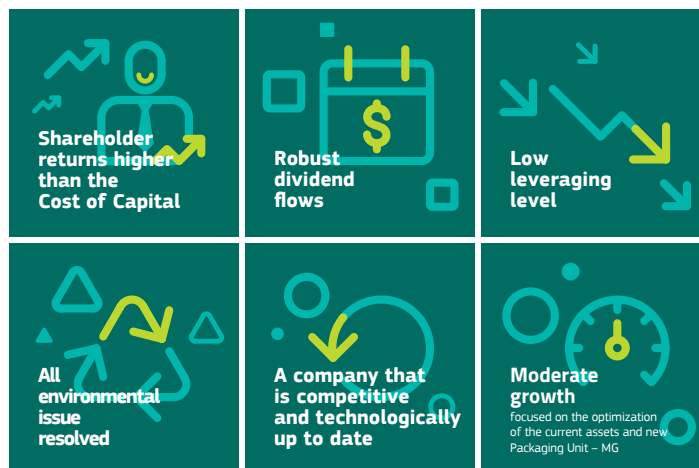 Shareholder
returns higher
than the
Cost of Capital
$
Robust
dividend
flows
Low
leveraging
level
All
environmental
issue
resolved
A company that
is competitive
and technologically
up to date
Moderate
growth
focused on the optimization
of the current assets and new
Packaging Unit – MG